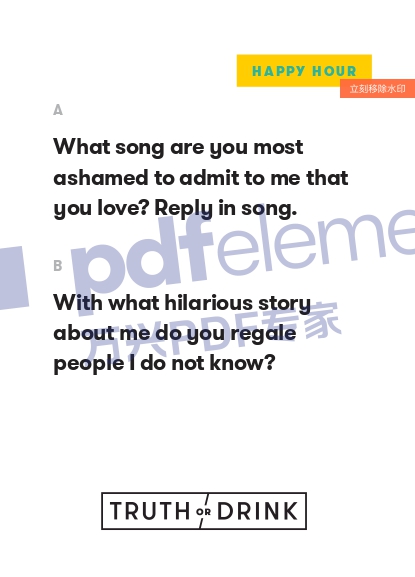 HAPPY HOUR
立刻移除水印
A
What song are you most
ashamed to admit to me that
you love? Reply in song.
B
With what hilarious story
about me do you regale
people I do not know?
pdfeleme
万兴PDF专家
TRUTH OR DRINK